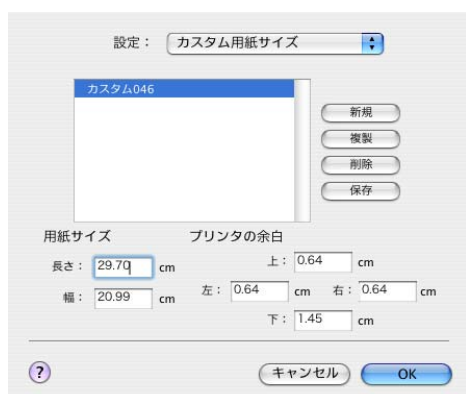 設定： カスタム用紙サイズ
カスタム046
新規
複製
削除
保存
用紙サイズ プリンタの余白
長さ： 29.70 cm
幅： 20.99 cm
上： 0.64 cm
左： 0.64 cm 右： 0.64 cm
下： 1.45 cm
? キャンセル OK